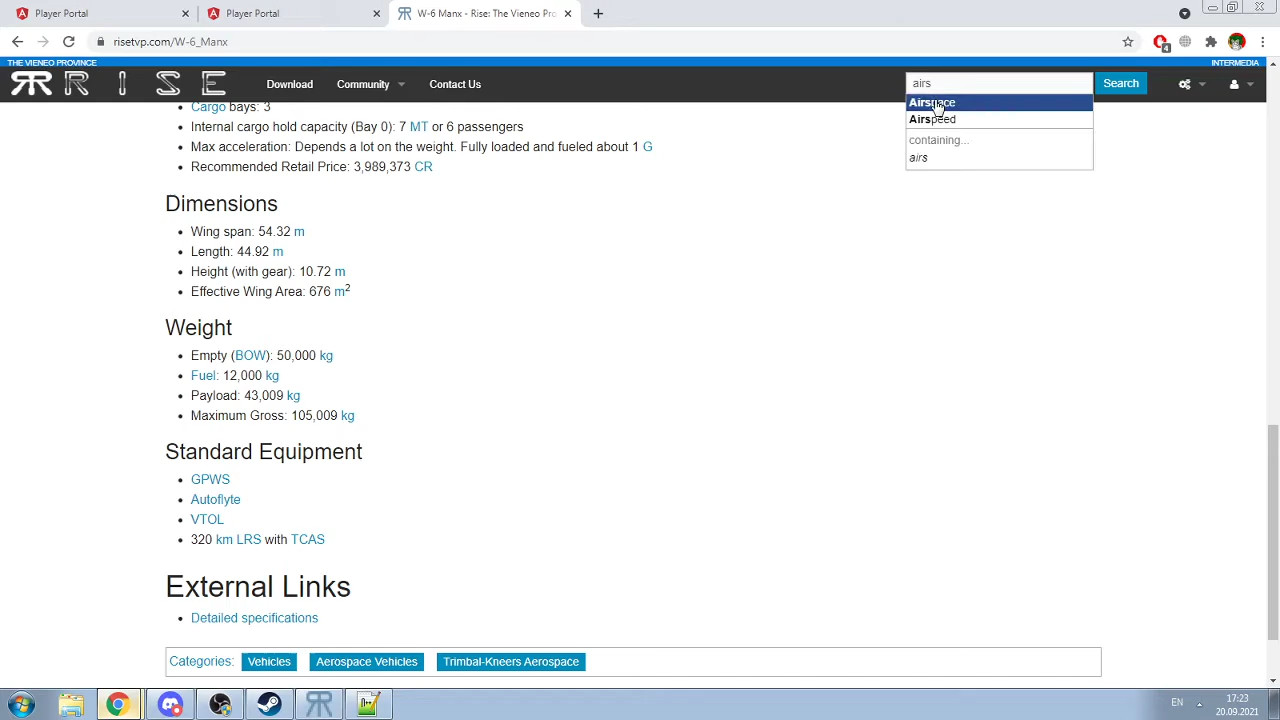 Player Portal
Player Portal
W-6 Manx - Rise: The Vieneo Pro
risetvp.com/W-6_Manx
4
THE VIENEO PROVINCE
INTERMEDIA
RISE
Download
Community
Contact Us
airs
Search
Airspace
Airspeed
containing...
airs
Cargo bays: 3
Internal cargo hold capacity (Bay 0): 7 MT or 6 passengers
Max acceleration: Depends a lot on the weight. Fully loaded and fueled about 1 G
Recommended Retail Price: 3,989,373 CR
Dimensions
Wing span: 54.32 m
Length: 44.92 m
Height (with gear): 10.72 m
Effective Wing Area: 676 m²
Weight
Empty (BOW): 50,000 kg
Fuel: 12,000 kg
Payload: 43,009 kg
Maximum Gross: 105,009 kg
Standard Equipment
GPWS
Autoflyte
VTOL
320 km LRS with TCAS
External Links
Detailed specifications
Categories: Vehicles Aerospace Vehicles Trimbal-Kneers Aerospace
EN
17:23
20.09.2021